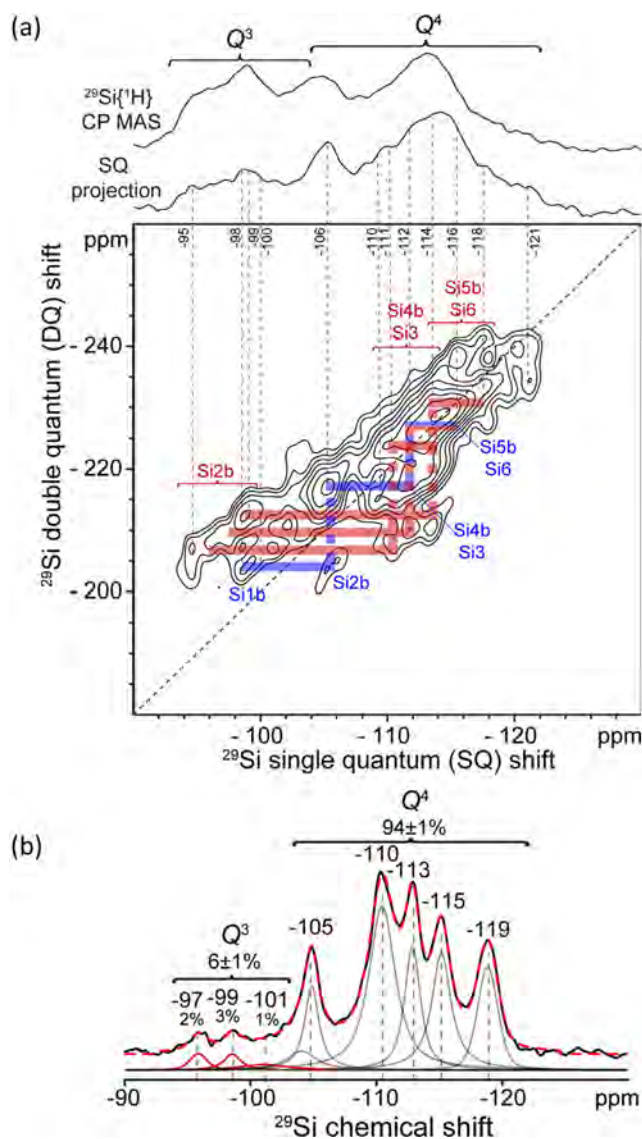 (a)
Q³
Q⁴
²⁹Si{¹H}
CP MAS
SQ
projection
ppm
-95
-98
-99
-100
-106
-110
-111
-112
-114
-116
-118
-121
Si5b
Si6
Si4b
Si3
- 240
Si5b
Si6
- 220
Si2b
Si4b
Si3
- 200
Si1b
Si2b
²⁹Si double quantum (DQ) shift
- 100
- 110
- 120
ppm
²⁹Si single quantum (SQ) shift
(b)
Q⁴
94±1%
-110
-113
-115
-105
-119
Q³
6±1%
-97
-99
-101
2%
3%
1%
-90
-100
-110
-120
ppm
²⁹Si chemical shift